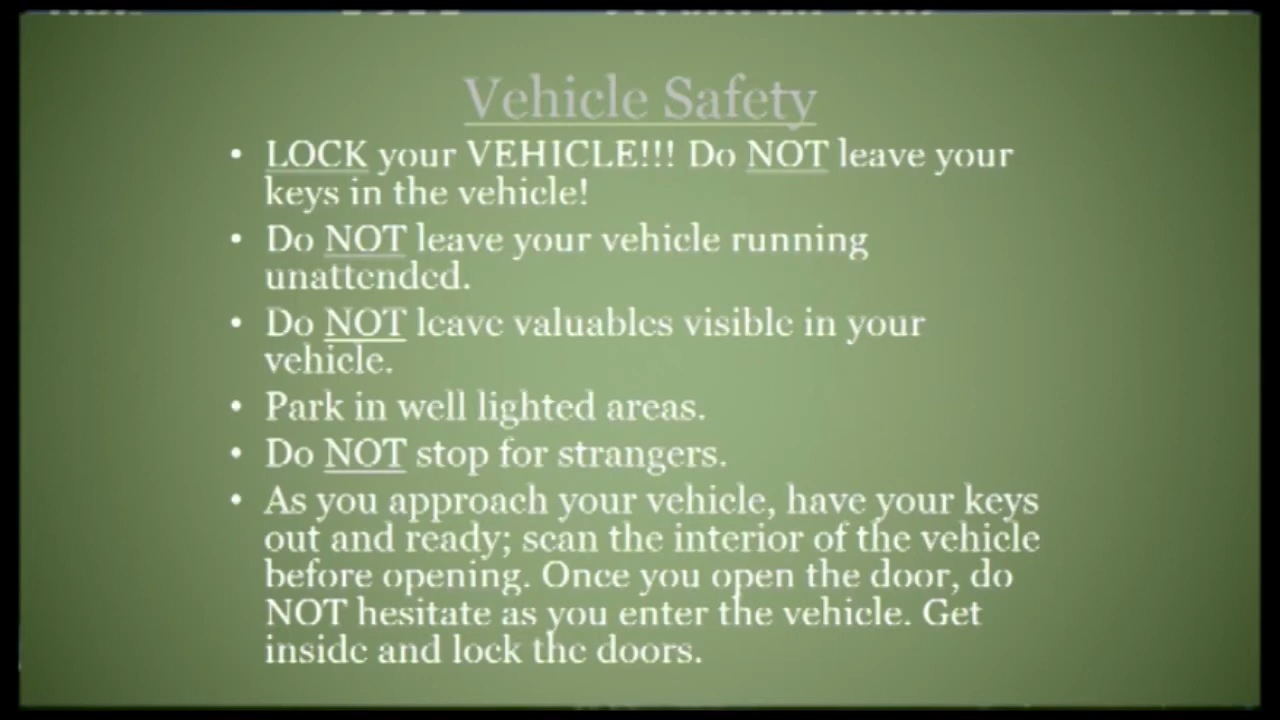 Vehicle Safety
• LOCK your VEHICLE!!! Do NOT leave your
keys in the vehicle!
• Do NOT leave your vehicle running
unattended.
• Do NOT leave valuables visible in your
vehicle.
• Park in well lighted areas.
• Do NOT stop for strangers.
• As you approach your vehicle, have your keys
out and ready; scan the interior of the vehicle
before opening. Once you open the door, do
NOT hesitate as you enter the vehicle. Get
inside and lock the doors.